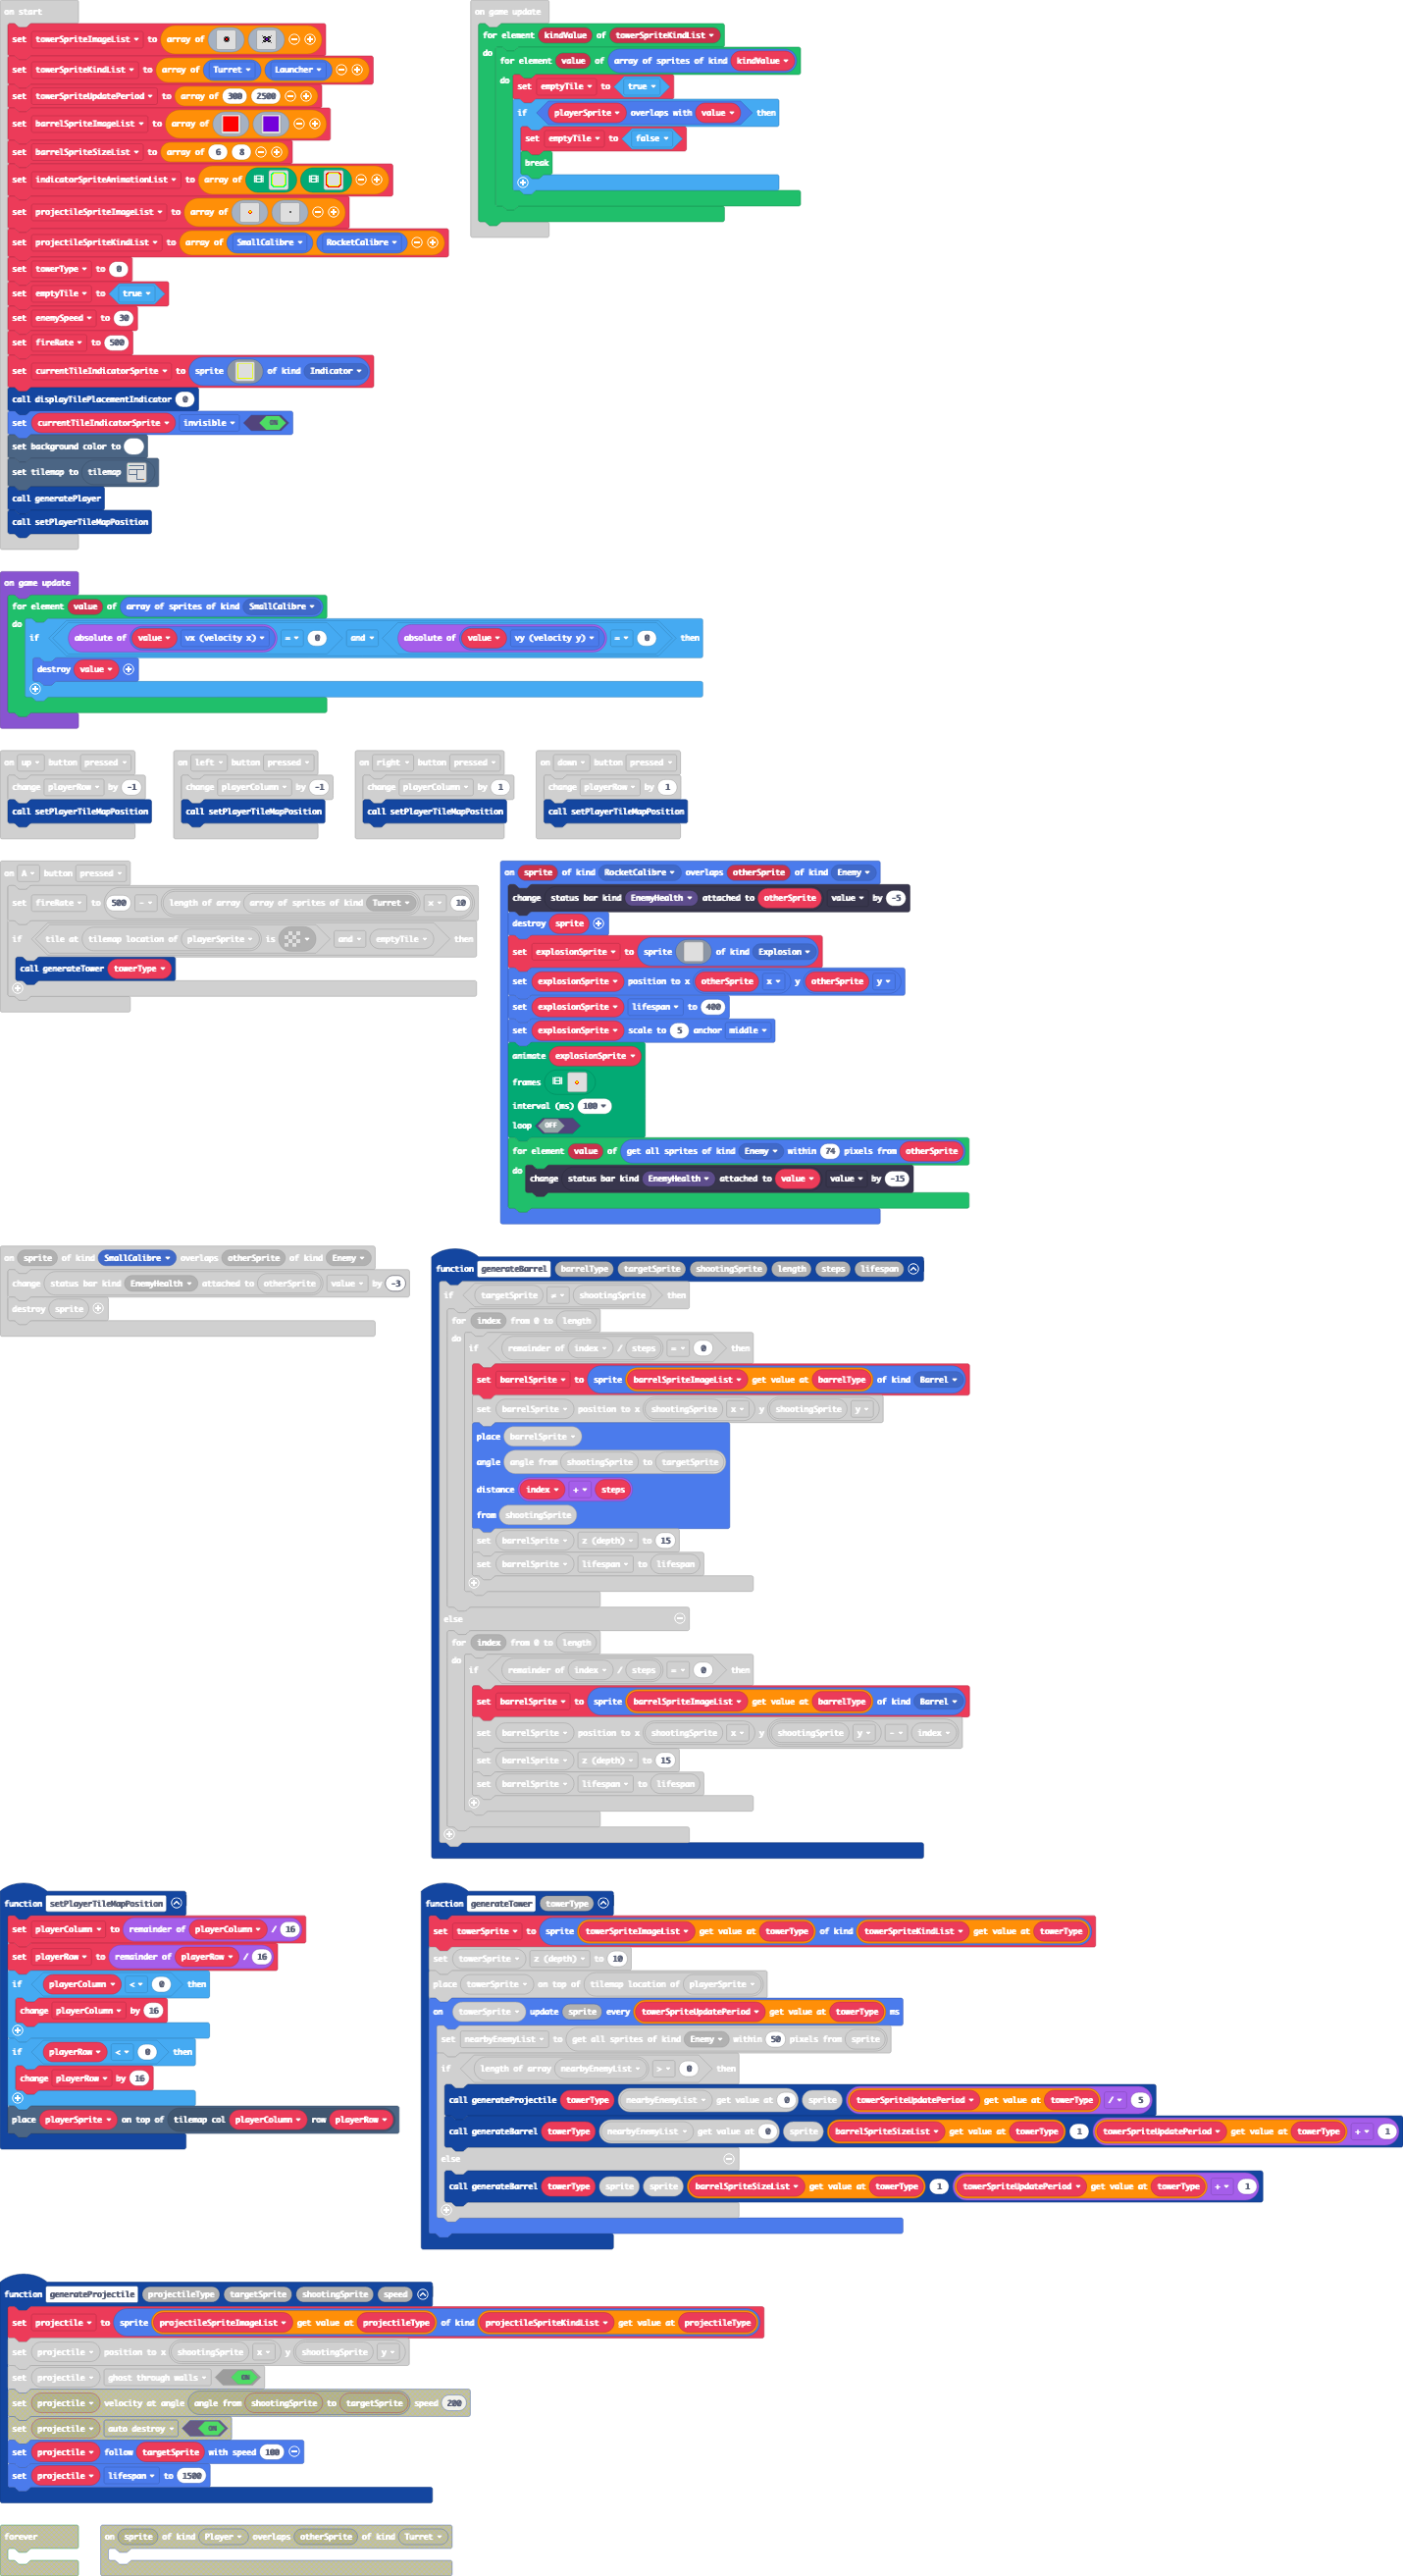 on start
set towerSpriteImageList to array of
set towerSpriteKindList to array of Turret Launcher
set towerSpriteUpdatePeriod to array of 300 2500
set barrelSpriteImageList to array of
set barrelSpriteSizeList to array of 6 8
set indicatorSpriteAnimationList to array of
set projectileSpriteImageList to array of
set projectileSpriteKindList to array of SmallCalibre RocketCalibre
set towerType to 0
set emptyTile to true
set enemySpeed to 30
set fireRate to 500
set currentTileIndicatorSprite to sprite of kind Indicator
call displayTilePlacementIndicator 0
set currentTileIndicatorSprite invisible ON
set background color to
set tilemap to tilemap
call generatePlayer
call setPlayerTileMapPosition
on game update
for element kindValue of towerSpriteKindList
do
for element value of array of sprites of kind kindValue
do
set emptyTile to true
if playerSprite overlaps with value then
set emptyTile to false
break
on game update
for element value of array of sprites of kind SmallCalibre
do
if absolute of value vx (velocity x) = 0 and absolute of value vy (velocity y) = 0 then
destroy value
on up button pressed
change playerRow by -1
call setPlayerTileMapPosition
on left button pressed
change playerColumn by -1
call setPlayerTileMapPosition
on right button pressed
change playerColumn by 1
call setPlayerTileMapPosition
on down button pressed
change playerRow by 1
call setPlayerTileMapPosition
on A button pressed
set fireRate to 500 - length of array array of sprites of kind Turret x 10
if tile at tilemap location of playerSprite is and emptyTile then
call generateTower towerType
on sprite of kind RocketCalibre overlaps otherSprite of kind Enemy
change status bar kind EnemyHealth attached to otherSprite value by -5
destroy sprite
set explosionSprite to sprite of kind Explosion
set explosionSprite position to x otherSprite x y otherSprite y
set explosionSprite lifespan to 400
set explosionSprite scale to 5 anchor middle
animate explosionSprite
frames
interval (ms) 100
loop OFF
for element value of get all sprites of kind Enemy within 74 pixels from otherSprite
do
change status bar kind EnemyHealth attached to value value by -15
on sprite of kind SmallCalibre overlaps otherSprite of kind Enemy
change status bar kind EnemyHealth attached to otherSprite value by -3
destroy sprite
function generateBarrel barrelType targetSprite shootingSprite length steps lifespan
if targetSprite ≠ shootingSprite then
for index from 0 to length
do
if remainder of index / steps = 0 then
set barrelSprite to sprite barrelSpriteImageList get value at barrelType of kind Barrel
set barrelSprite position to x shootingSprite x y shootingSprite y
place barrelSprite
angle angle from shootingSprite to targetSprite
distance index + steps
from shootingSprite
set barrelSprite z (depth) to 15
set barrelSprite lifespan to lifespan
else
for index from 0 to length
do
if remainder of index / steps = 0 then
set barrelSprite to sprite barrelSpriteImageList get value at barrelType of kind Barrel
set barrelSprite position to x shootingSprite x y shootingSprite y - index
set barrelSprite z (depth) to 15
set barrelSprite lifespan to lifespan
function setPlayerTileMapPosition
set playerColumn to remainder of playerColumn / 16
set playerRow to remainder of playerRow / 16
if playerColumn < 0 then
change playerColumn by 16
if playerRow < 0 then
change playerRow by 16
place playerSprite on top of tilemap col playerColumn row playerRow
function generateTower towerType
set towerSprite to sprite towerSpriteImageList get value at towerType of kind towerSpriteKindList get value at towerType
set towerSprite z (depth) to 10
place towerSprite on top of tilemap location of playerSprite
on towerSprite update sprite every towerSpriteUpdatePeriod get value at towerType ms
set nearbyEnemyList to get all sprites of kind Enemy within 50 pixels from sprite
if length of array nearbyEnemyList > 0 then
call generateProjectile towerType nearbyEnemyList get value at 0 sprite towerSpriteUpdatePeriod get value at towerType / 5
call generateBarrel towerType nearbyEnemyList get value at 0 sprite barrelSpriteSizeList get value at towerType 1 towerSpriteUpdatePeriod get value at towerType + 1
else
call generateBarrel towerType sprite sprite barrelSpriteSizeList get value at towerType 1 towerSpriteUpdatePeriod get value at towerType + 1
function generateProjectile projectileType targetSprite shootingSprite speed
set projectile to sprite projectileSpriteImageList get value at projectileType of kind projectileSpriteKindList get value at projectileType
set projectile position to x shootingSprite x y shootingSprite y
set projectile ghost through walls ON
set projectile velocity at angle angle from shootingSprite to targetSprite speed 200
set projectile auto destroy ON
set projectile follow targetSprite with speed 100
set projectile lifespan to 1500
forever
on sprite of kind Player overlaps otherSprite of kind Turret